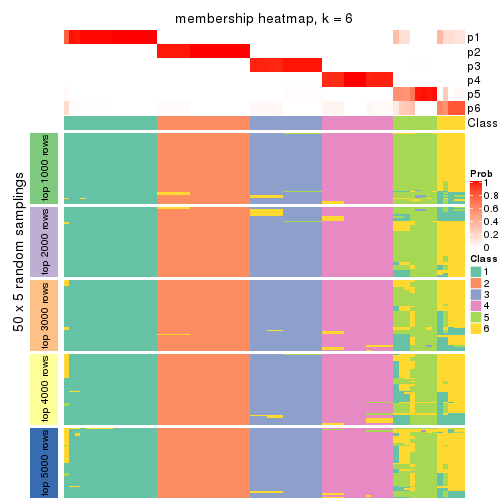 membership heatmap, k = 6
p1
p2
p3
p4
p5
p6
Class
50 x 5 random samplings
top 1000 rows
top 2000 rows
top 3000 rows
top 4000 rows
top 5000 rows
Prob
1
0.8
0.6
0.4
0.2
0
Class
1
2
3
4
5
6